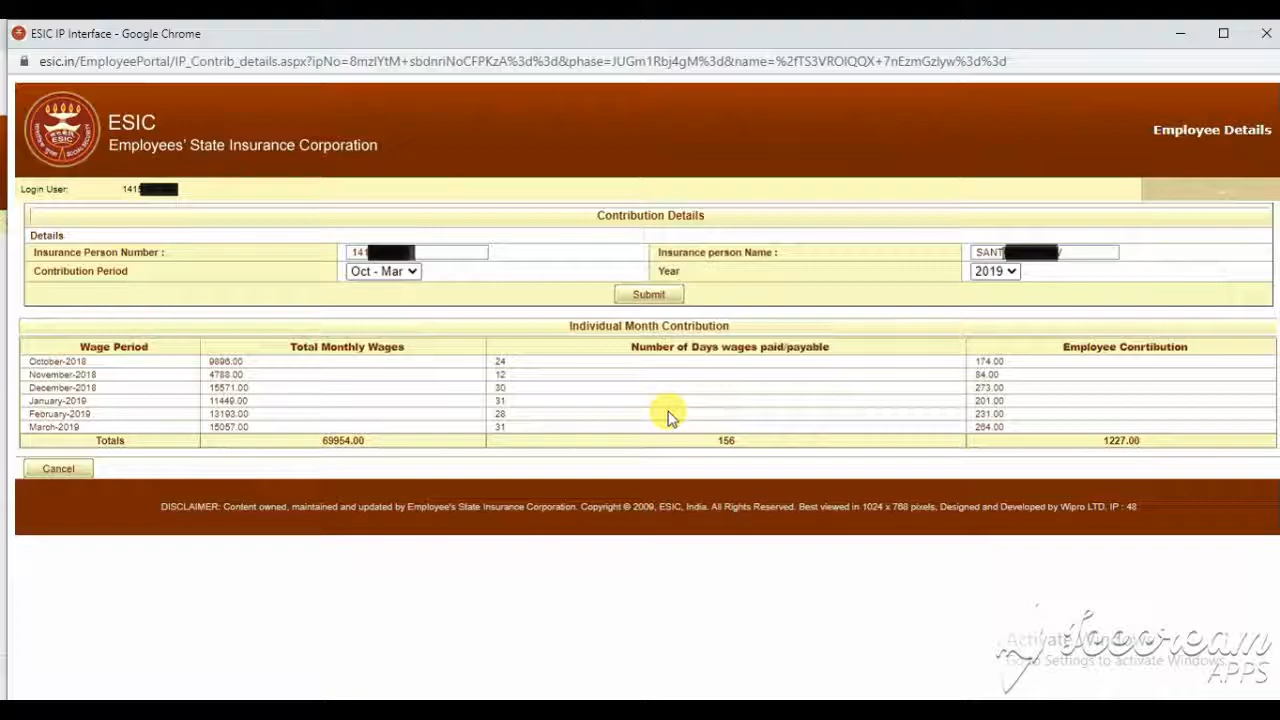 ESIC IP Interface - Google Chrome
esic.in/EmployeePortal/IP_Contrib_details.aspx?ipNo=8mzIYtM+sbdnriNoCFPKzA%3d%3d&phase=JUGm1Rbj4gM%3d&name=%2fTS3VROIQQX+7nEzmGzlyw%3d%3d
ESIC
Employees' State Insurance Corporation
Employee Details
Login User: 141
Contribution Details
Details
Insurance Person Number : 141 Insurance person Name : SANT
Contribution Period Oct - Mar Year 2019
Submit
Individual Month Contribution
Wage Period Total Monthly Wages Number of Days wages paid/payable Employee Conrtibution
October-2018 9896.00 24 174.00
November-2018 4788.00 12 84.00
December-2018 15571.00 30 273.00
January-2019 11449.00 31 201.00
February-2019 13193.00 28 231.00
March-2019 15057.00 31 264.00
Totals 69954.00 156 1227.00
Cancel
DISCLAIMER: Content owned, maintained and updated by Employee's State Insurance Corporation. Copyright © 2009, ESIC, India. All Rights Reserved. Best viewed in 1024 x 768 pixels, Designed and Developed by Wipro LTD. IP : 48
Activate Windows
Go to Settings to activate Windows.
Icecream
APPS